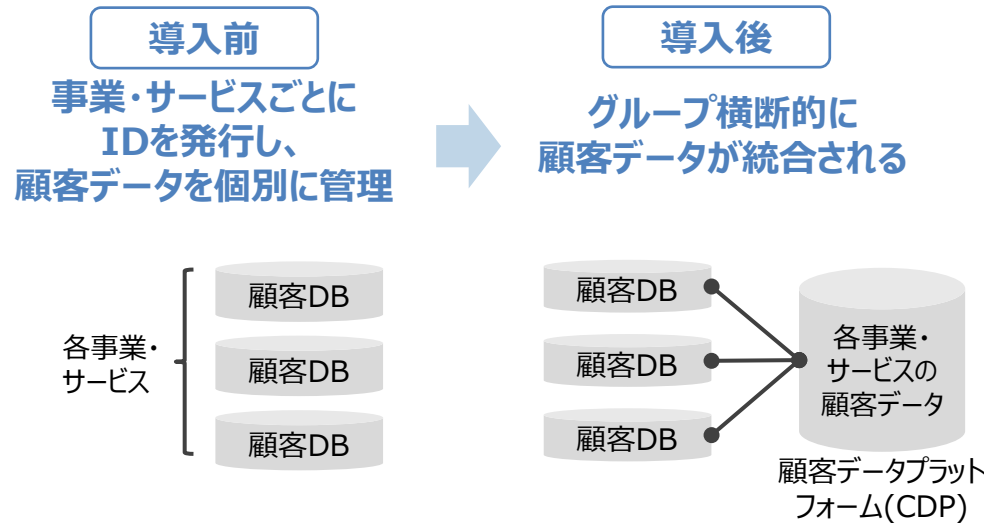 導入前
事業・サービスごとに
IDを発行し、
顧客データを個別に管理
導入後
グループ横断的に
顧客データが統合される
各事業・
サービス
顧客DB
顧客DB
顧客DB
顧客DB
顧客DB
顧客DB
各事業・
サービスの
顧客データ
顧客データプラット
フォーム(CDP)